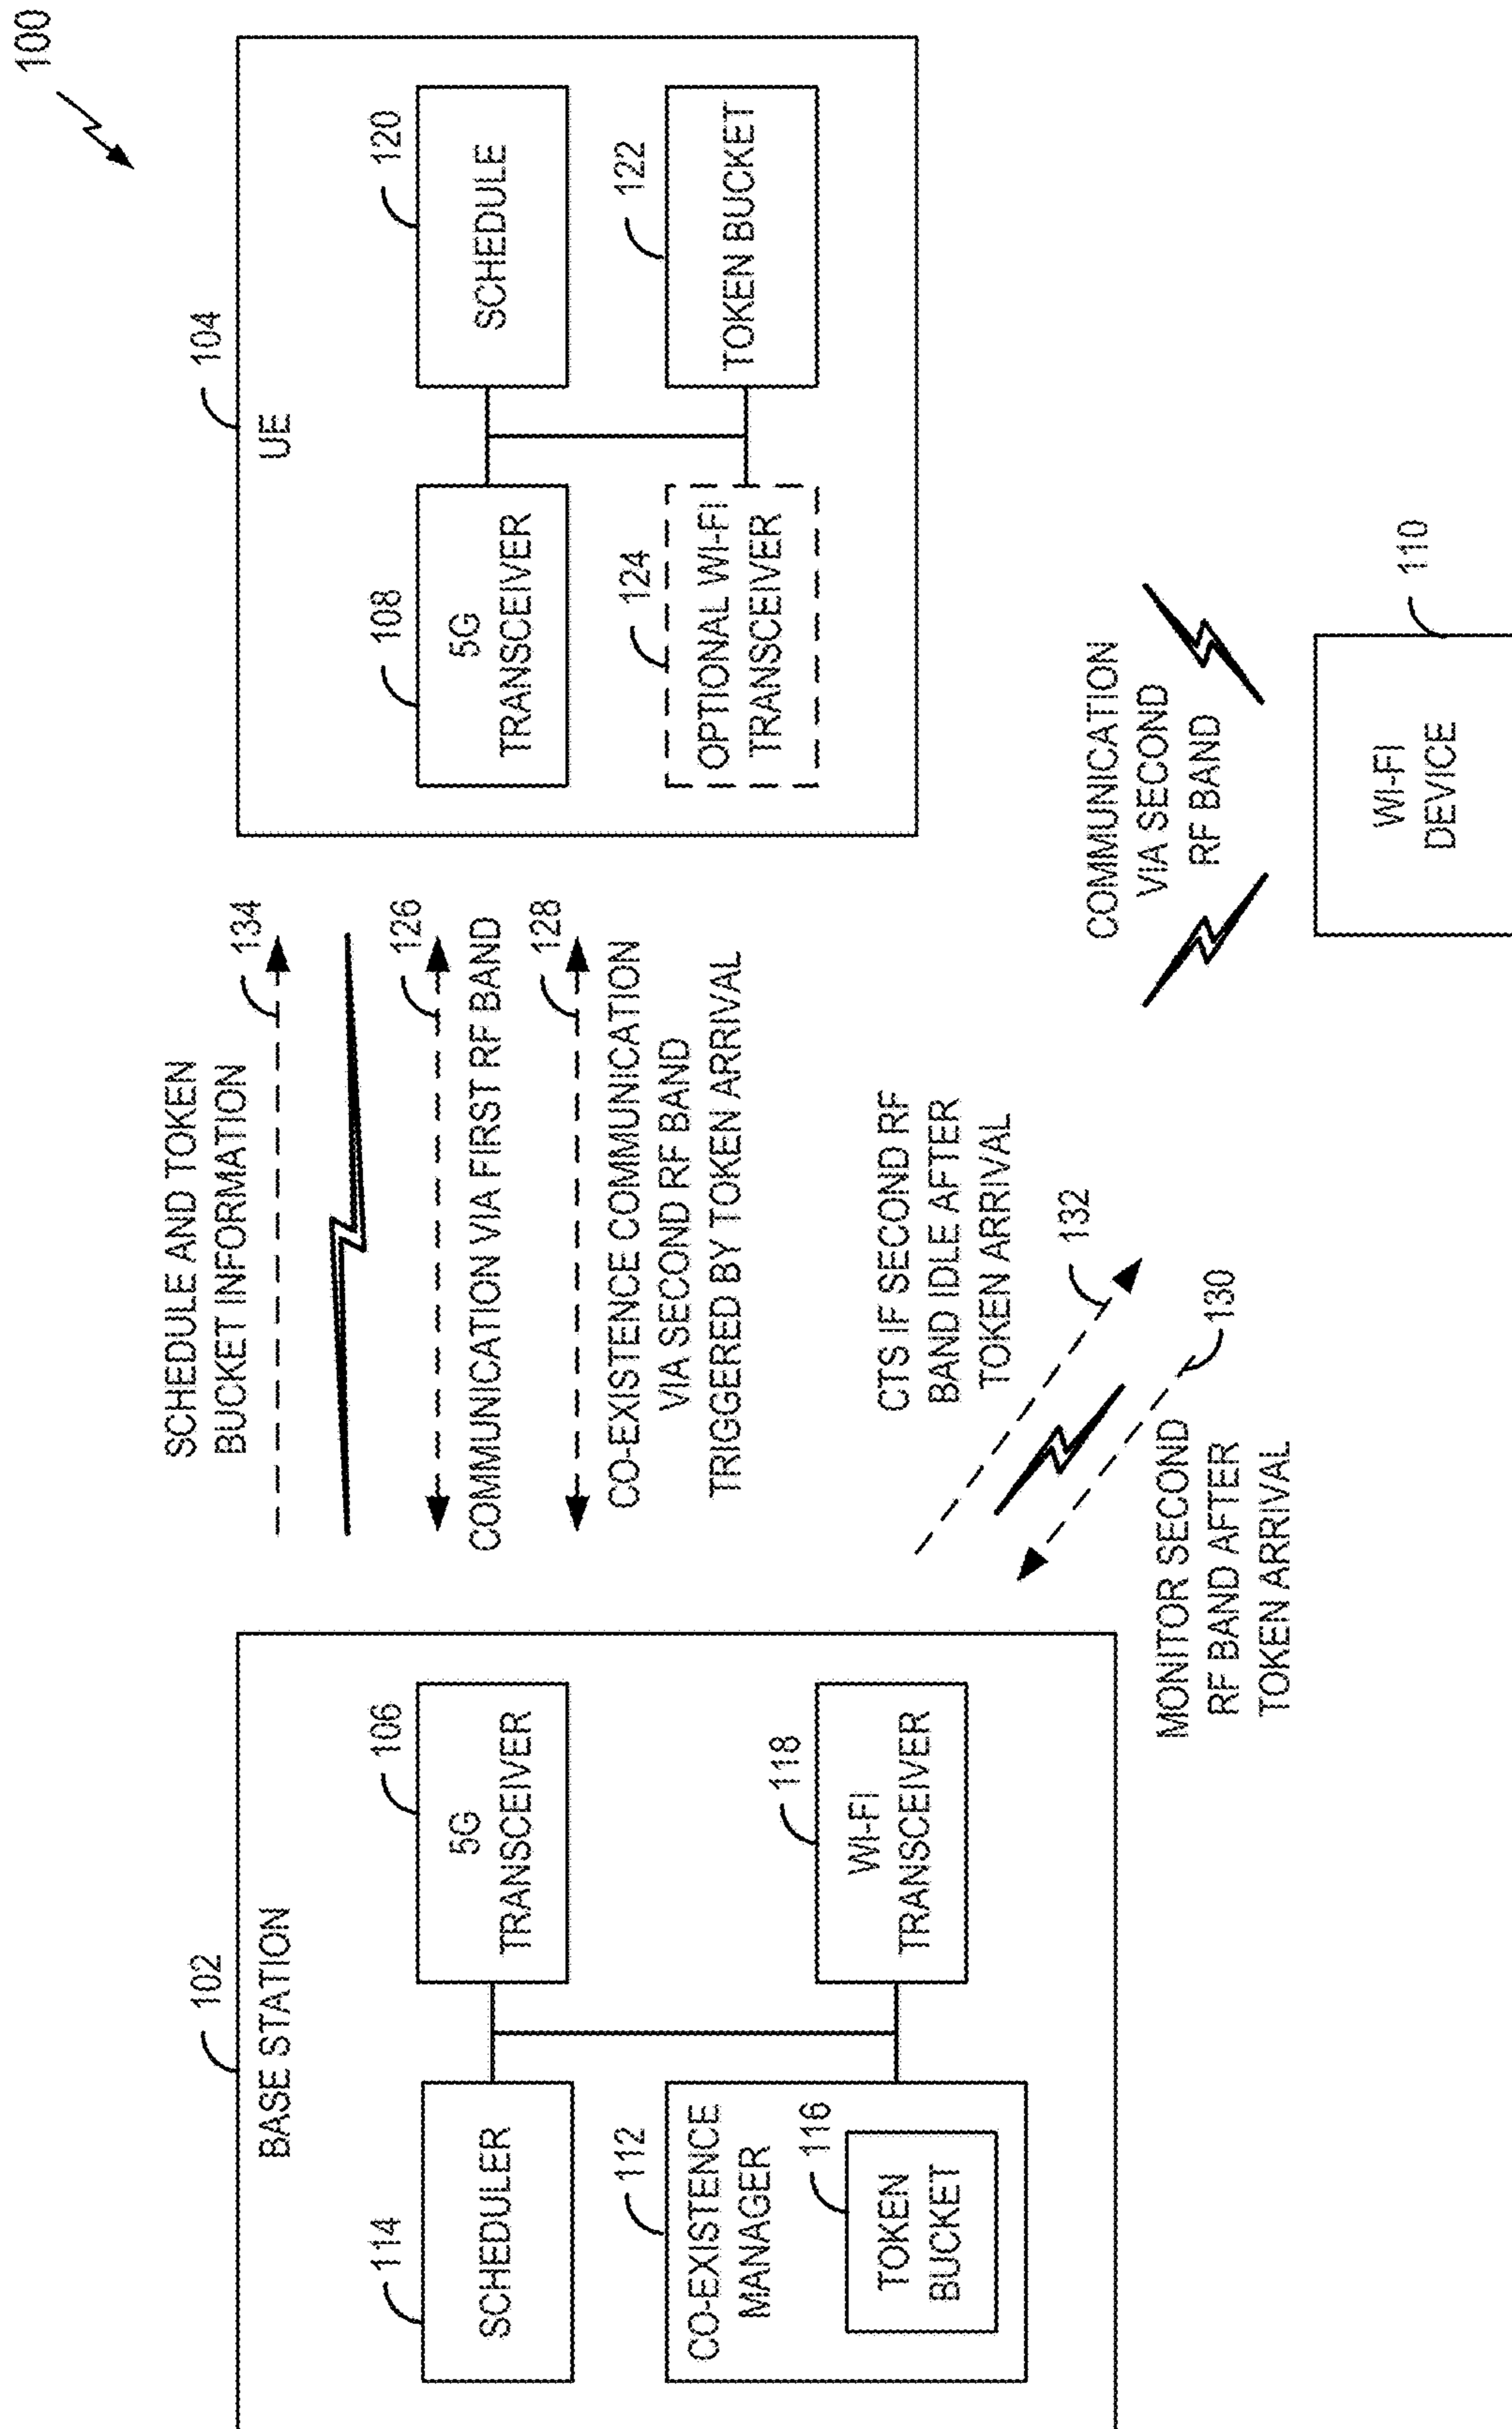 100
102
BASE STATION
114
SCHEDULER
106
5G
TRANSCEIVER
112
CO-EXISTENCE
MANAGER
116
TOKEN
BUCKET
118
WI-FI
TRANSCEIVER
SCHEDULE AND TOKEN
BUCKET INFORMATION
134
126
COMMUNICATION VIA FIRST RF BAND
128
CO-EXISTENCE COMMUNICATION
VIA SECOND RF BAND
TRIGGERED BY TOKEN ARRIVAL
CTS IF SECOND RF
BAND IDLE AFTER
TOKEN ARRIVAL
132
130
MONITOR SECOND
RF BAND AFTER
TOKEN ARRIVAL
104
UE
108
5G
TRANSCEIVER
120
SCHEDULE
124
OPTIONAL WI-FI
TRANSCEIVER
122
TOKEN BUCKET
COMMUNICATION
VIA SECOND
RF BAND
110
WI-FI
DEVICE